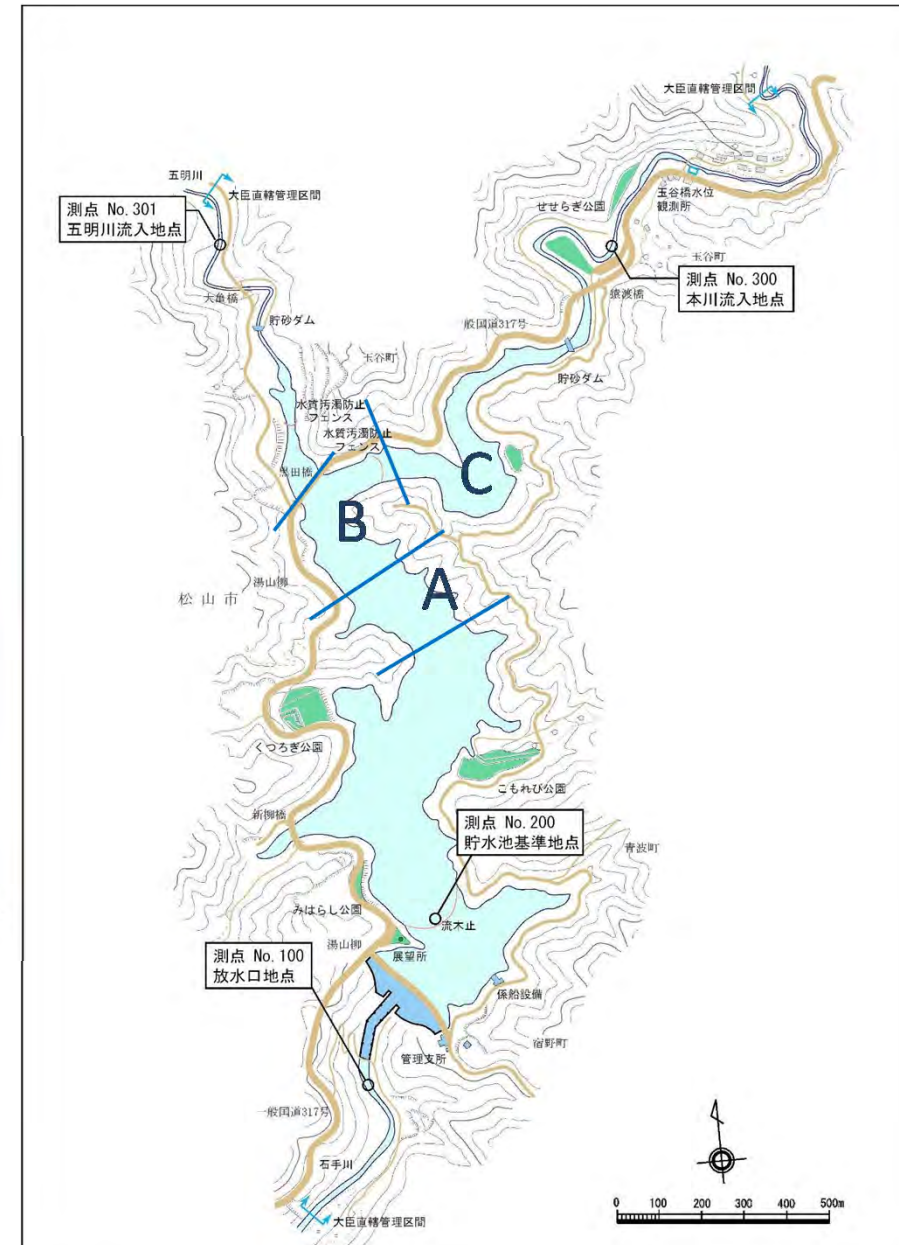 大臣直轄管理区間
五明川
大臣直轄管理区間
玉谷橋水位
観測所
せせらぎ公園
測点 No.301
五明川流入地点
玉谷町
測点 No.300
本川流入地点
大亀橋
猿渡橋
貯砂ダム
一般国道317号
玉谷町
貯砂ダム
水質汚濁防止
フェンス
水質汚濁防止
フェンス
黒田橋
C
B
湯山柳
A
松山市
くつろぎ公園
こもれび公園
新柳橋
測点 No.200
貯水池基準地点
青波町
みはらし公園
流木止
湯山柳
展望所
測点 No.100
放水口地点
係船設備
宿野町
管理支所
一般国道317号
石手川
大臣直轄管理区間
0 100 200 300 400 500m